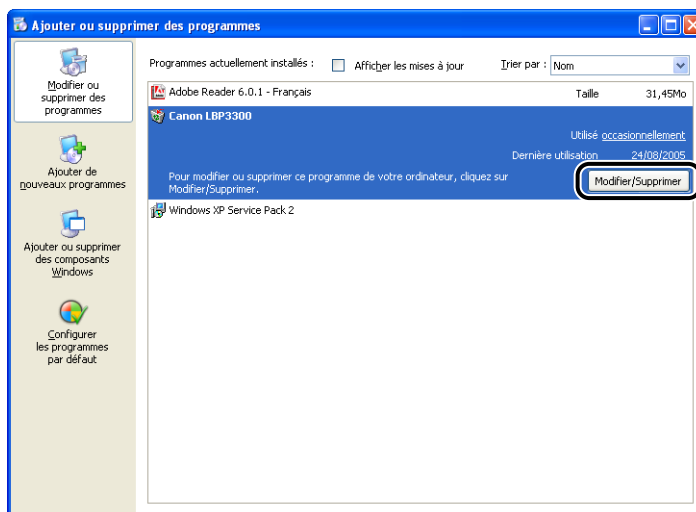 Ajouter ou supprimer des programmes
Modifier ou
supprimer des
programmes
Ajouter de
nouveaux programmes
Ajouter ou supprimer
des composants
Windows
Configurer
les programmes
par défaut
Programmes actuellement installés :
Afficher les mises à jour
Trier par :
Nom
Adobe Reader 6.0.1 - Français
Taille
31,45Mo
Canon LBP3300
Utilisé occasionnellement
Dernière utilisation
24/08/2005
Pour modifier ou supprimer ce programme de votre ordinateur, cliquez sur
Modifier/Supprimer.
Modifier/Supprimer
Windows XP Service Pack 2